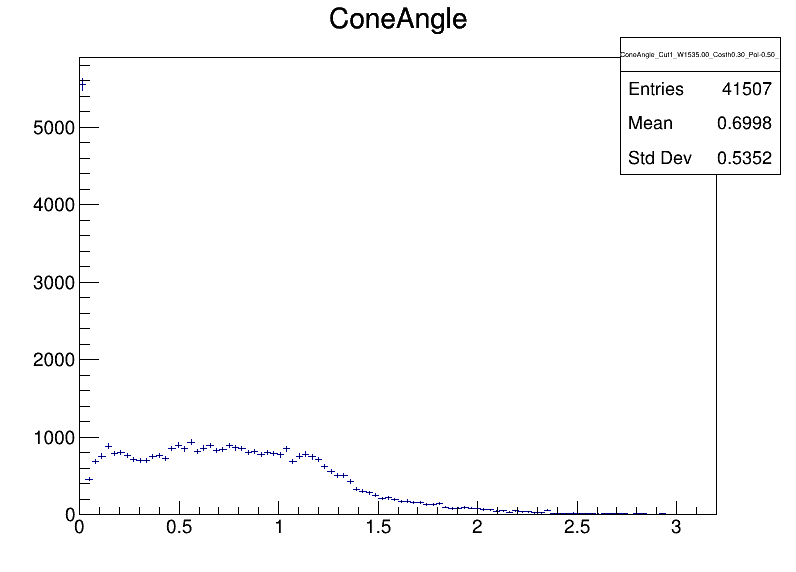 ConeAngle
ConeAngle_Cut1_W1535.00_Costh0.30_Pol-0.50_
Entries 41507
Mean 0.6998
Std Dev 0.5352
5000
4000
3000
2000
1000
0
0 0.5 1 1.5 2 2.5 3